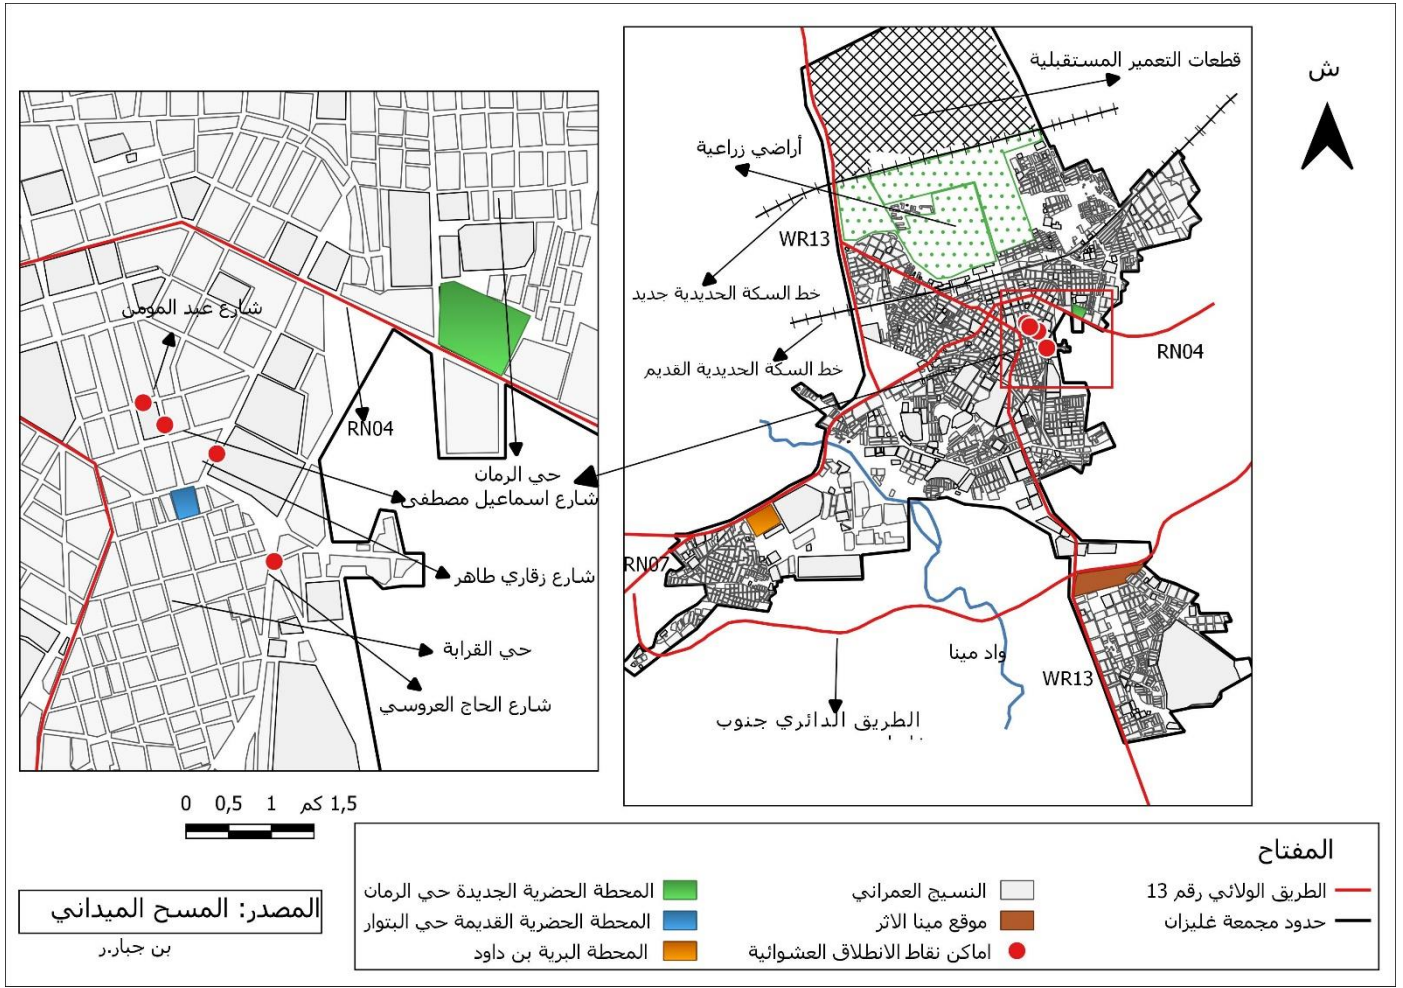 ش
قطعات التعمير المستقبلية
أراضي زراعية
WR13
خط السكة الحديدية جديد
خط السكة الحديدية القديم
RN04
RN07
واد مينا
WR13
الطريق الدائري جنوب
شارع عبد المومن
RN04
حي الرمان
شارع اسماعيل مصطفى
شارع زقاري طاهر
حي القرابة
شارع الحاج العروسي
0 0,5 1 1,5 كم
المفتاح
الطريق الولائي رقم 13
حدود مجمعة غليزان
النسيج العمراني
موقع مينا الاثر
اماكن نقاط الانطلاق العشوائية
المحطة الحضرية الجديدة حي الرمان
المحطة الحضرية القديمة حي البتوار
المحطة البرية بن داود
المصدر: المسح الميداني
بن جبار.ر